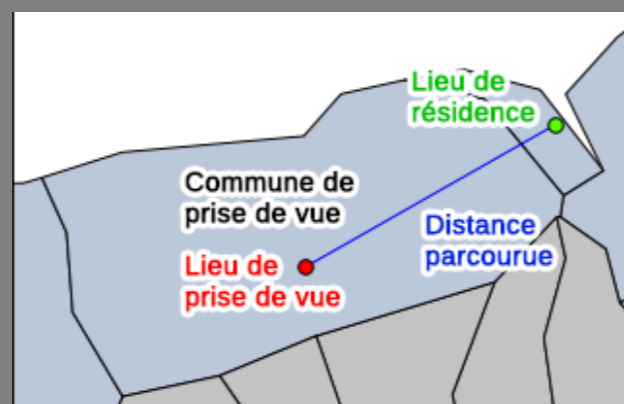 Lieu de
résidence
Commune de
prise de vue
Distance
parcourue
Lieu de
prise de vue